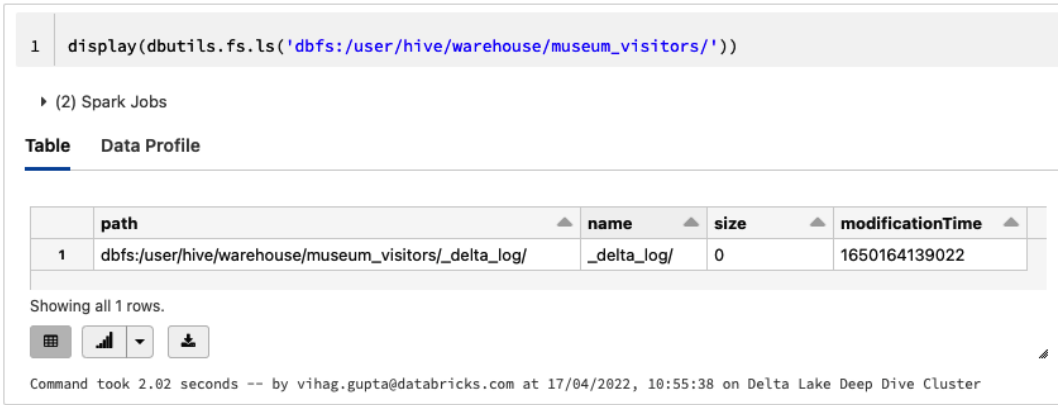 1 display(dbutils.fs.ls('dbfs:/user/hive/warehouse/museum_visitors/'))
(2) Spark Jobs
Table Data Profile
path name size modificationTime
1 dbfs:/user/hive/warehouse/museum_visitors/_delta_log/ _delta_log/ 0 1650164139022
Showing all 1 rows.
Command took 2.02 seconds -- by vihag.gupta@databricks.com at 17/04/2022, 10:55:38 on Delta Lake Deep Dive Cluster